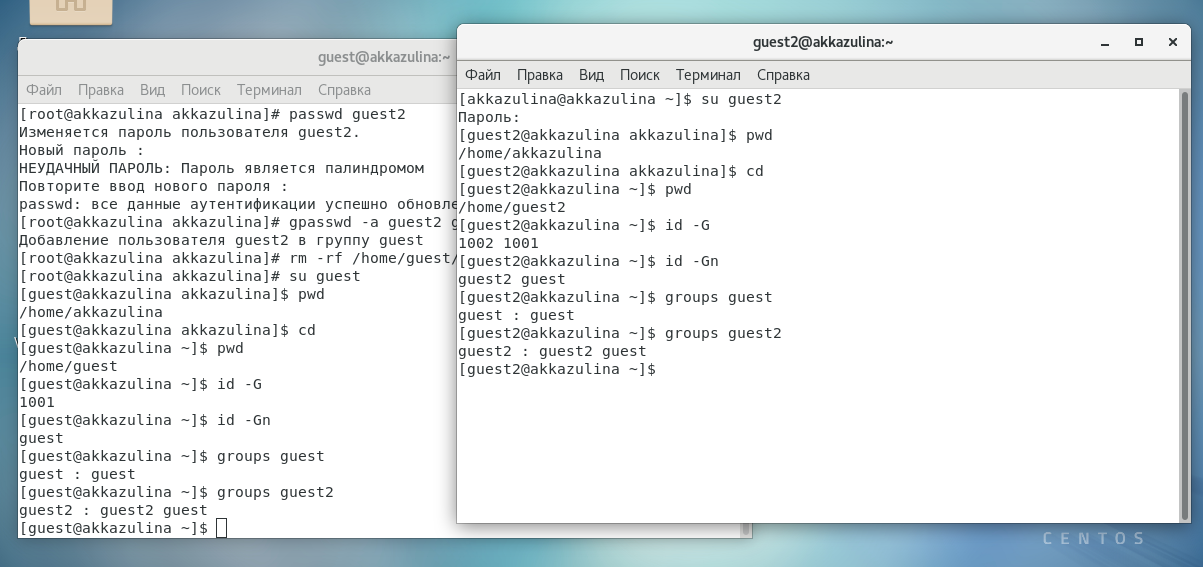 guest@akkazulina:~
Файл Правка Вид Поиск Терминал Справка
[root@akkazulina akkazulina]# passwd guest2
Изменяется пароль пользователя guest2.
Новый пароль :
НЕУДАЧНЫЙ ПАРОЛЬ: Пароль является палиндромом
Повторите ввод нового пароля :
passwd: все данные аутентификации успешно
[root@akkazulina akkazulina]# gpasswd -a guest2
Добавление пользователя guest2 в группу guest
[root@akkazulina akkazulina]# rm -rf /home/guest/
[root@akkazulina akkazulina]# su guest
[guest@akkazulina akkazulina]$ pwd
/home/akkazulina
[guest@akkazulina akkazulina]$ cd
[guest@akkazulina ~]$ pwd
/home/guest
[guest@akkazulina ~]$ id -G
1001
[guest@akkazulina ~]$ id -Gn
guest
[guest@akkazulina ~]$ groups guest
guest : guest
[guest@akkazulina ~]$ groups guest2
guest2 : guest2 guest
[guest@akkazulina ~]$
guest2@akkazulina:~
Файл Правка Вид Поиск Терминал Справка
[akkazulina@akkazulina ~]$ su guest2
Пароль:
[guest2@akkazulina akkazulina]$ pwd
/home/akkazulina
[guest2@akkazulina akkazulina]$ cd
[guest2@akkazulina ~]$ pwd
/home/guest2
[guest2@akkazulina ~]$ id -G
1002 1001
[guest2@akkazulina ~]$ id -Gn
guest2 guest
[guest2@akkazulina ~]$ groups guest
guest : guest
[guest2@akkazulina ~]$ groups guest2
guest2 : guest2 guest
[guest2@akkazulina ~]$
CENTOS